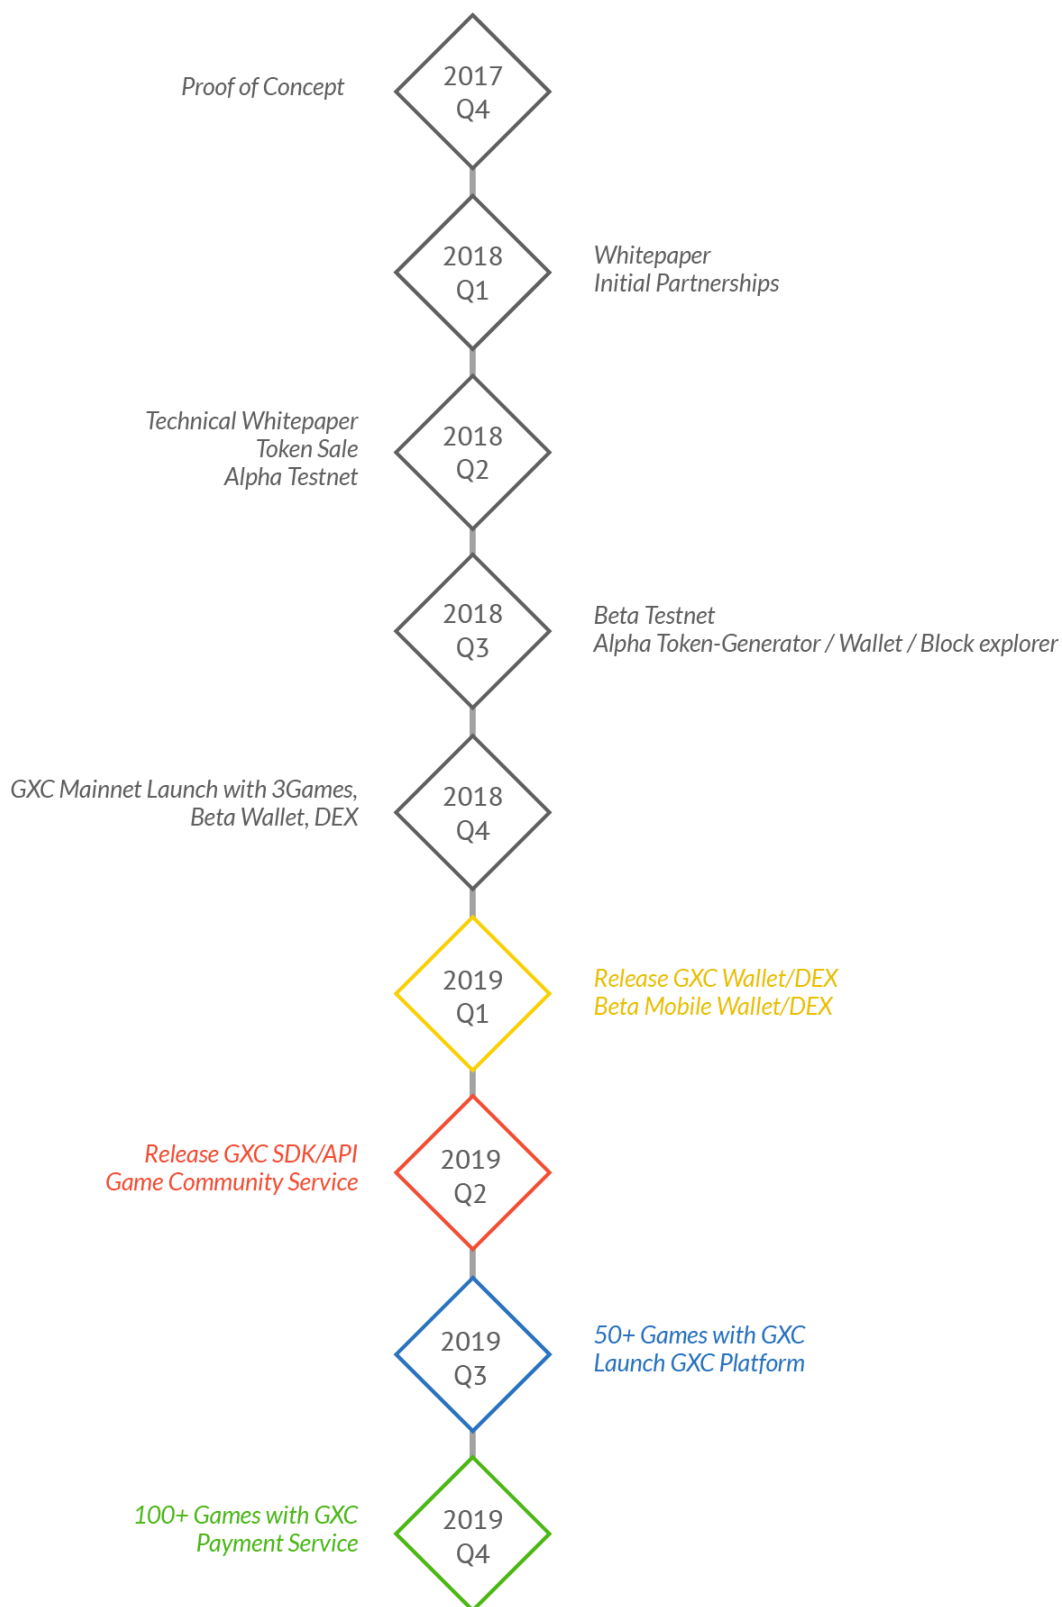 Proof of Concept
2017
Q4
2018
Q1
Whitepaper
Initial Partnerships
Technical Whitepaper
Token Sale
Alpha Testnet
2018
Q2
2018
Q3
Beta Testnet
Alpha Token-Generator / Wallet / Block explorer
GXC Mainnet Launch with 3Games,
Beta Wallet, DEX
2018
Q4
2019
Q1
Release GXC Wallet/DEX
Beta Mobile Wallet/DEX
Release GXC SDK/API
Game Community Service
2019
Q2
2019
Q3
50+ Games with GXC
Launch GXC Platform
100+ Games with GXC
Payment Service
2019
Q4